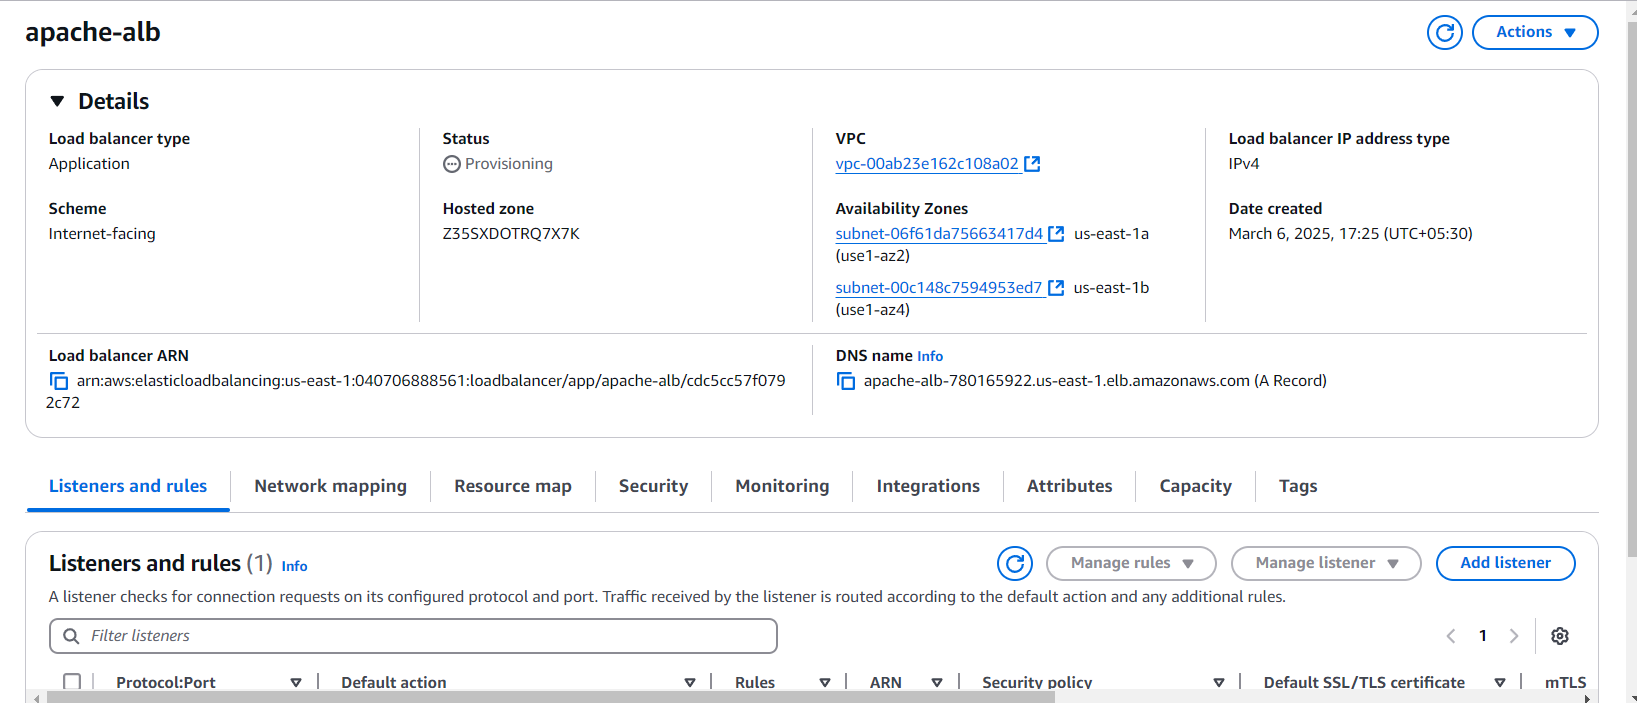 apache-alb
Actions
Details
Load balancer type
Application
Status
Provisioning
VPC
vpc-00ab23e162c108a02
Load balancer IP address type
IPv4
Scheme
Internet-facing
Hosted zone
Z35SXDOTRQ7X7K
Availability Zones
subnet-06f61da75663417d4 us-east-1a
(use1-az2)
subnet-00c148c7594953ed7 us-east-1b
(use1-az4)
Date created
March 6, 2025, 17:25 (UTC+05:30)
Load balancer ARN
arn:aws:elasticloadbalancing:us-east-1:040706888561:loadbalancer/app/apache-alb/cdc5cc57f079
2c72
DNS name Info
apache-alb-780165922.us-east-1.elb.amazonaws.com (A Record)
Listeners and rules
Network mapping
Resource map
Security
Monitoring
Integrations
Attributes
Capacity
Tags
Listeners and rules (1) Info
Manage rules
Manage listener
Add listener
A listener checks for connection requests on its configured protocol and port. Traffic received by the listener is routed according to the default action and any additional rules.
Filter listeners
1
Protocol:Port
Default action
Rules
ARN
Security policy
Default SSL/TLS certificate
mTLS